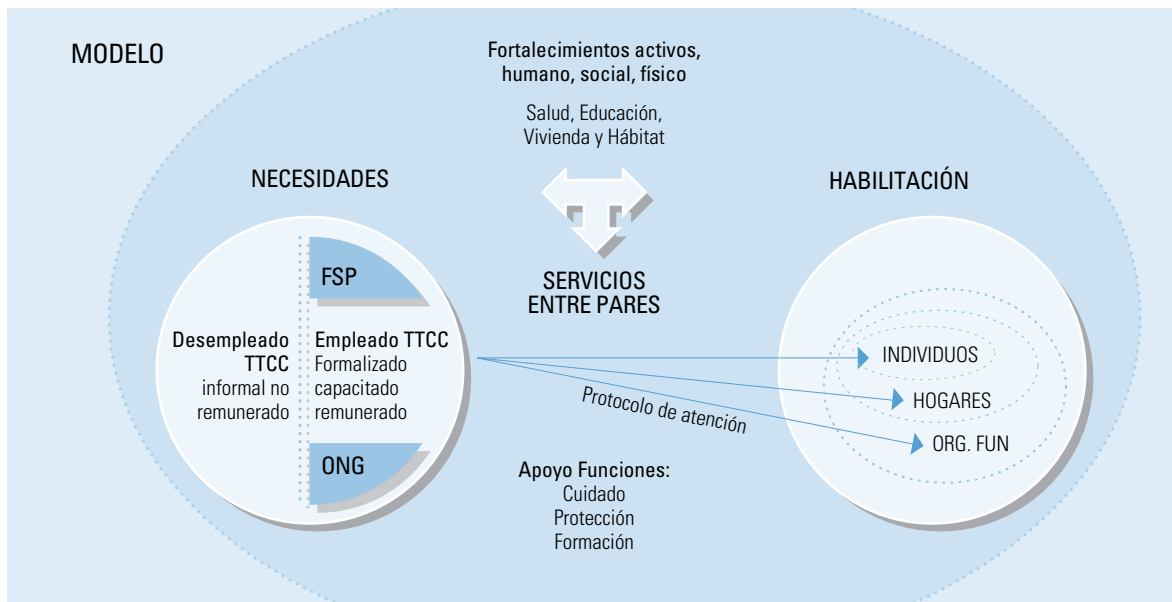 MODELO
Fortalecimientos activos,
humano, social, físico
Salud, Educación,
Vivienda y Hábitat
NECESIDADES
HABILITACIÓN
SERVICIOS
ENTRE PARES
FSP
Desempleado
TTCC
informal no
remunerado
Empleado TTCC
Formalizado
capacitado
remunerado
ONG
Protocolo de atención
INDIVIDUOS
HOGARES
ORG. FUN
Apoyo Funciones:
Cuidado
Protección
Formación